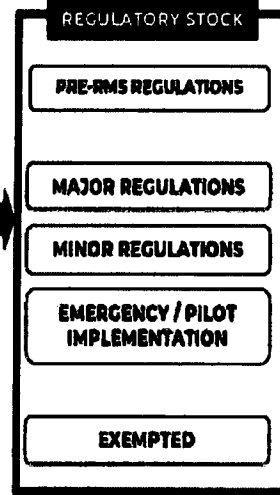 REGULATORY STOCK
PRE-RMS REGULATIONS
MAJOR REGULATIONS
MINOR REGULATIONS
EMERGENCY / PILOT
IMPLEMENTATION
EXEMPTED